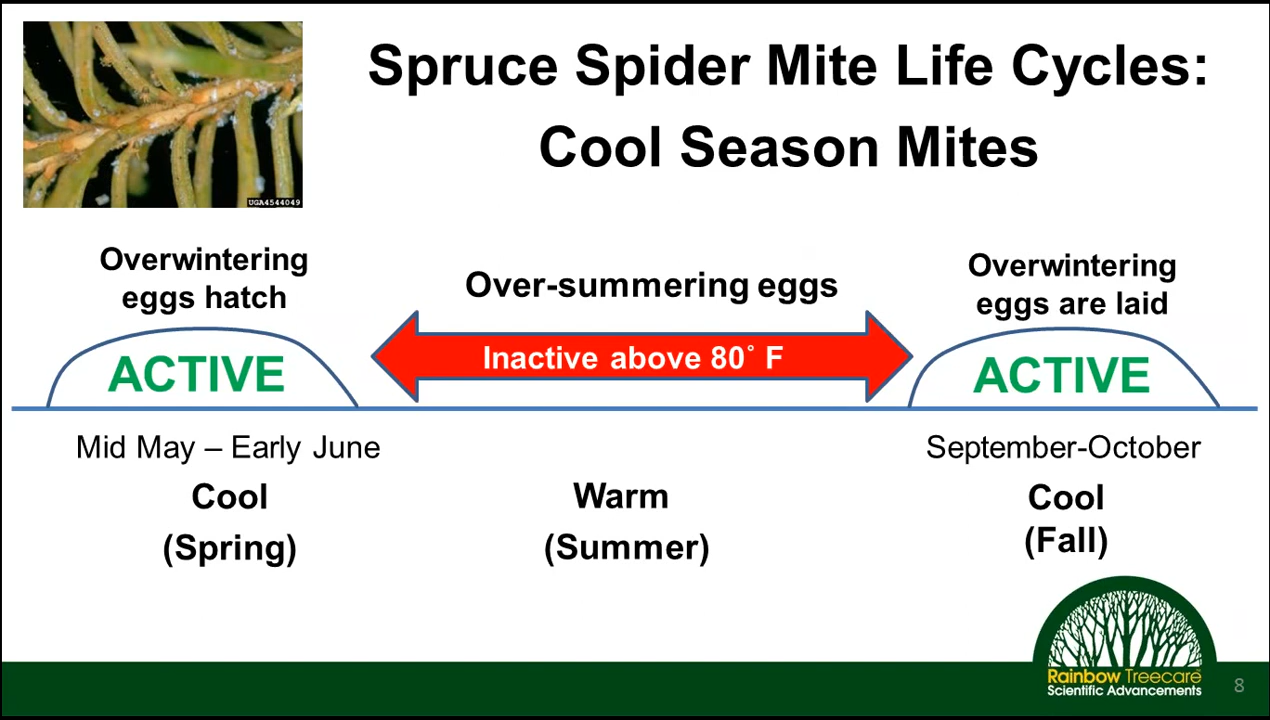 Spruce Spider Mite Life Cycles:
Cool Season Mites
UGA4544049
Overwintering
eggs hatch
Over-summering eggs
Overwintering
eggs are laid
ACTIVE
Inactive above 80˚ F
ACTIVE
Mid May – Early June
September-October
Cool
(Spring)
Warm
(Summer)
Cool
(Fall)
Rainbow Treecare
Scientific Advancements
8